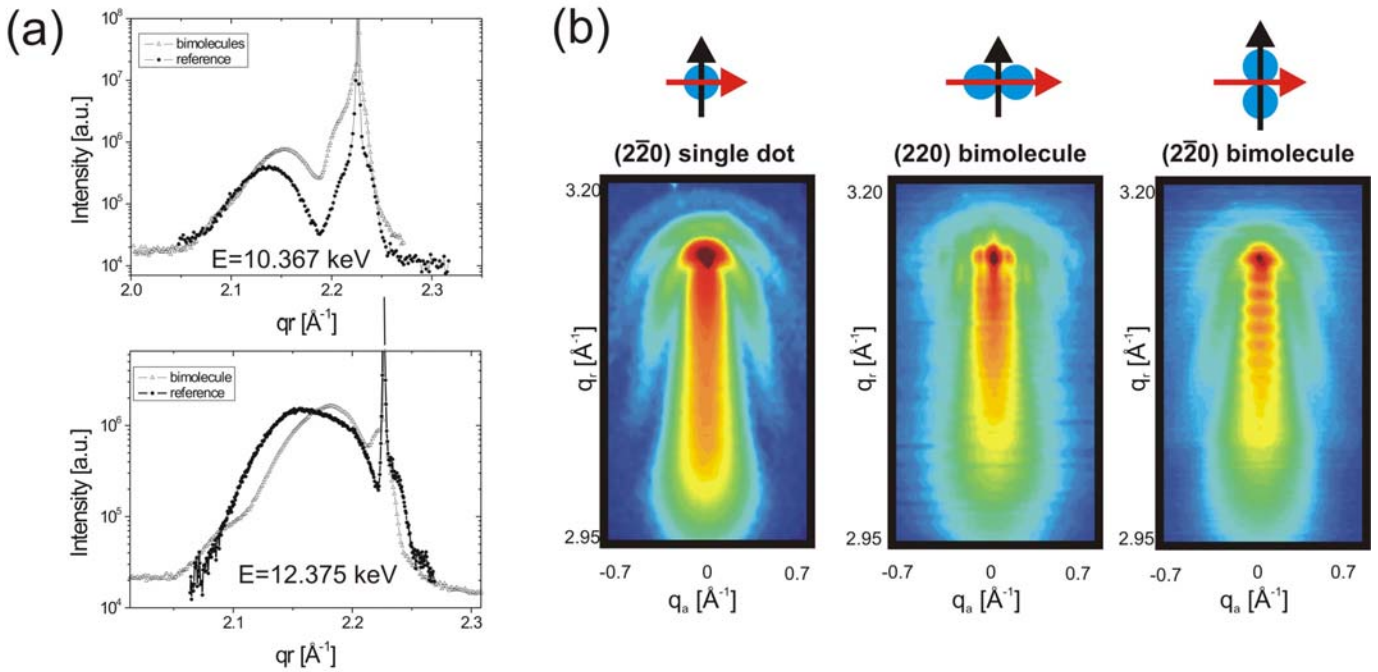 (a)
Intensity [a.u.]
10⁸
10⁷
10⁶
10⁵
10⁴
bimolecules
reference
E=10.367 keV
2.0 2.1 2.2 2.3
qr [Å⁻¹]
Intensity [a.u.]
10⁶
10⁵
10⁴
bimolecule
reference
E=12.375 keV
2.1 2.2 2.3
qr [Å⁻¹]
(b)
(22̄0) single dot (220) bimolecule (22̄0) bimolecule
3.20 3.20 3.20
qᵣ [Å⁻¹] qᵣ [Å⁻¹] qᵣ [Å⁻¹]
2.95 2.95 2.95
-0.7 0 0.7 -0.7 0 0.7 -0.7 0 0.7
qₐ [Å⁻¹] qₐ [Å⁻¹] qₐ [Å⁻¹]